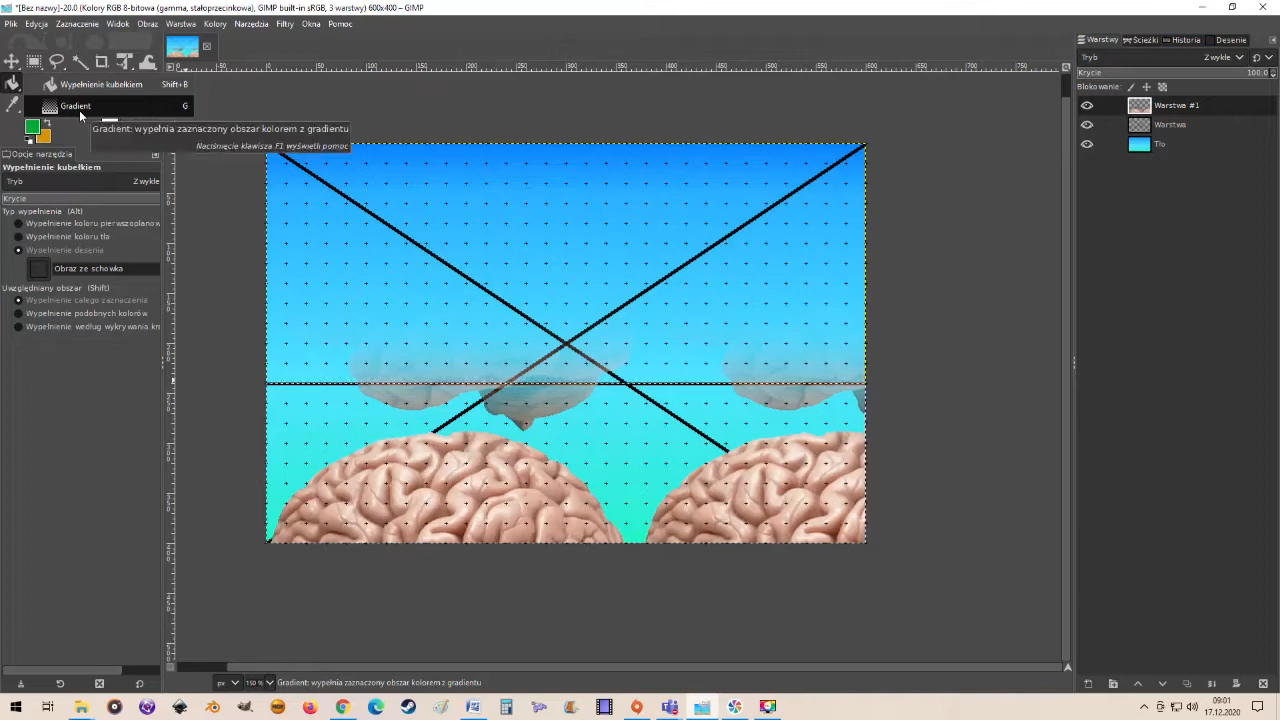 *[Bez nazwy]-20.0 (Kolory RGB 8-bitowa (gamma, stałoprzecinkowa), GIMP built-in sRGB, 3 warstwy) 600x400 – GIMP
Plik Edycja Zaznaczenie Widok Obraz Warstwa Kolory Narzędzia Filtry Okna Pomoc
Wypełnienie kubełkiem Shift+B
Gradient G
Gradient: wypełnia zaznaczony obszar kolorem z gradientu
Naciśnięcie klawisza F1 wyświetli pomoc
Opcje narzędzia
Wypełnienie kubełkiem
Tryb Zwykłe
Krycie
Typ wypełnienia (Alt)
Wypełnienie koloru pierwszoplanow
Wypełnienie koloru tła
Wypełnienie desenia
Obraz ze schowka
Uwzględniany obszar (Shift)
Wypełnienie całego zaznaczenia
Wypełnienie podobnych kolorów
Wypełnienie według wykrywania kr
Warstwy Ścieżki Historia Desenie
Tryb Zwykłe
Krycie 100.0
Blokowanie:
Warstwa #1
Warstwa
Tło
px 150 % Gradient: wypełnia zaznaczony obszar kolorem z gradientu
09:01
17.12.2020